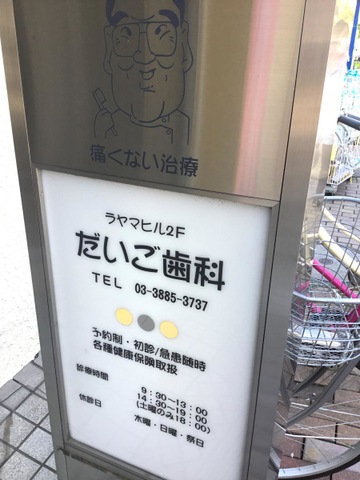 痛くない治療
ラヤマヒル2F
だいご歯科
TEL 03-3885-3737
予約制・初診/急患随時
各種健康保険取扱
診療時間 9:30~13:00
14:30~19:00
(土曜のみ18:00)
休診日 木曜・日曜・祭日